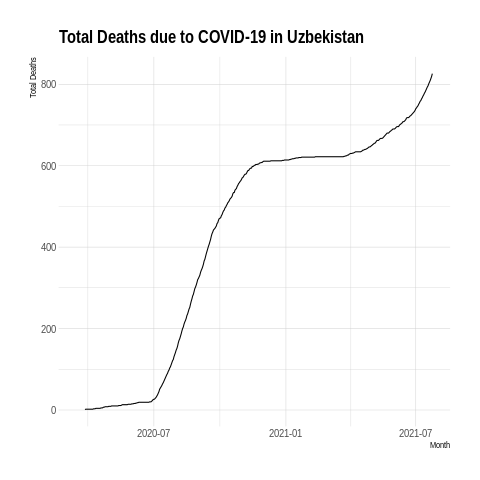 Total Deaths due to COVID-19 in Uzbekistan
Total Deaths
800
600
400
200
0
2020-07
2021-01
2021-07
Month